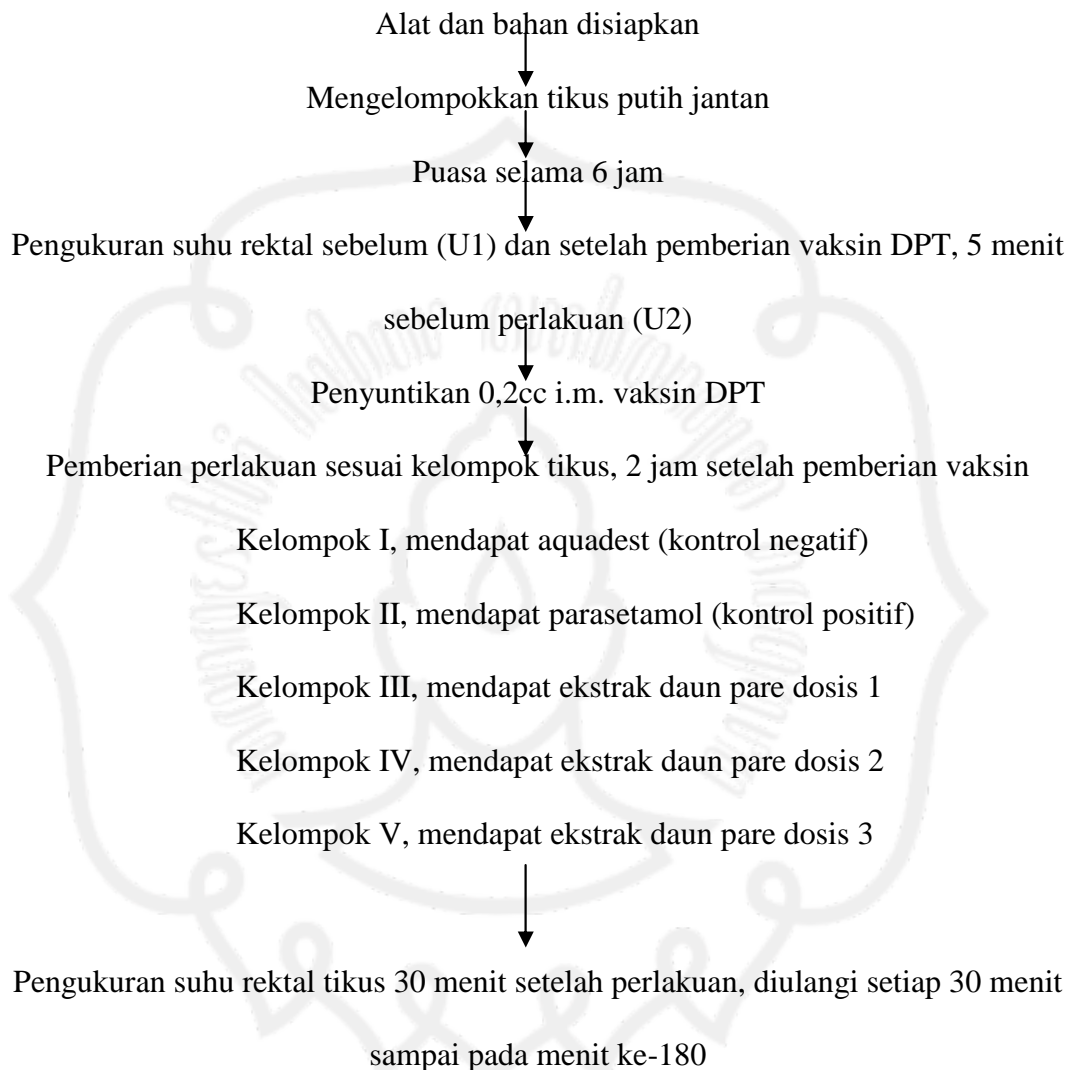 Alat dan bahan disiapkan
Mengelompokkan tikus putih jantan
Puasa selama 6 jam
Pengukuran suhu rektal sebelum (U1) dan setelah pemberian vaksin DPT, 5 menit
sebelum perlakuan (U2)
Penyuntikan 0,2cc i.m. vaksin DPT
Pemberian perlakuan sesuai kelompok tikus, 2 jam setelah pemberian vaksin
Kelompok I, mendapat aquadest (kontrol negatif)
Kelompok II, mendapat parasetamol (kontrol positif)
Kelompok III, mendapat ekstrak daun pare dosis 1
Kelompok IV, mendapat ekstrak daun pare dosis 2
Kelompok V, mendapat ekstrak daun pare dosis 3
Pengukuran suhu rektal tikus 30 menit setelah perlakuan, diulangi setiap 30 menit
sampai pada menit ke-180